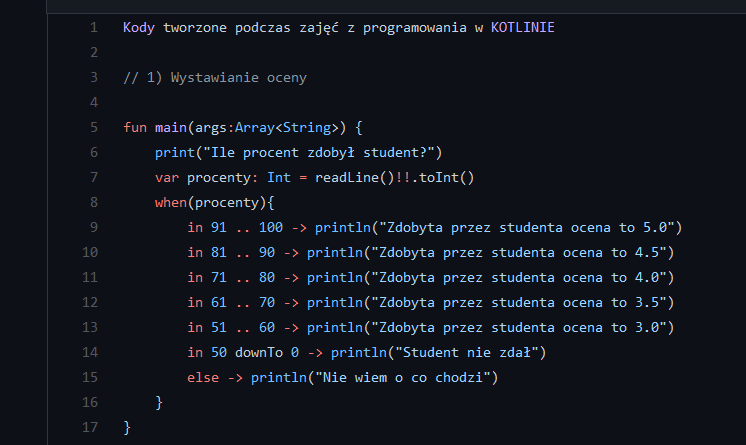 1 Kody tworzone podczas zajęć z programowania w KOTLINIE
2
3 // 1) Wystawianie oceny
4
5 fun main(args:Array<String>) {
6 print("Ile procent zdobył student?")
7 var procenty: Int = readLine()!!.toInt()
8 when(procenty){
9 in 91 .. 100 -> println("Zdobyta przez studenta ocena to 5.0")
10 in 81 .. 90 -> println("Zdobyta przez studenta ocena to 4.5")
11 in 71 .. 80 -> println("Zdobyta przez studenta ocena to 4.0")
12 in 61 .. 70 -> println("Zdobyta przez studenta ocena to 3.5")
13 in 51 .. 60 -> println("Zdobyta przez studenta ocena to 3.0")
14 in 50 downTo 0 -> println("Student nie zdał")
15 else -> println("Nie wiem o co chodzi")
16 }
17 }